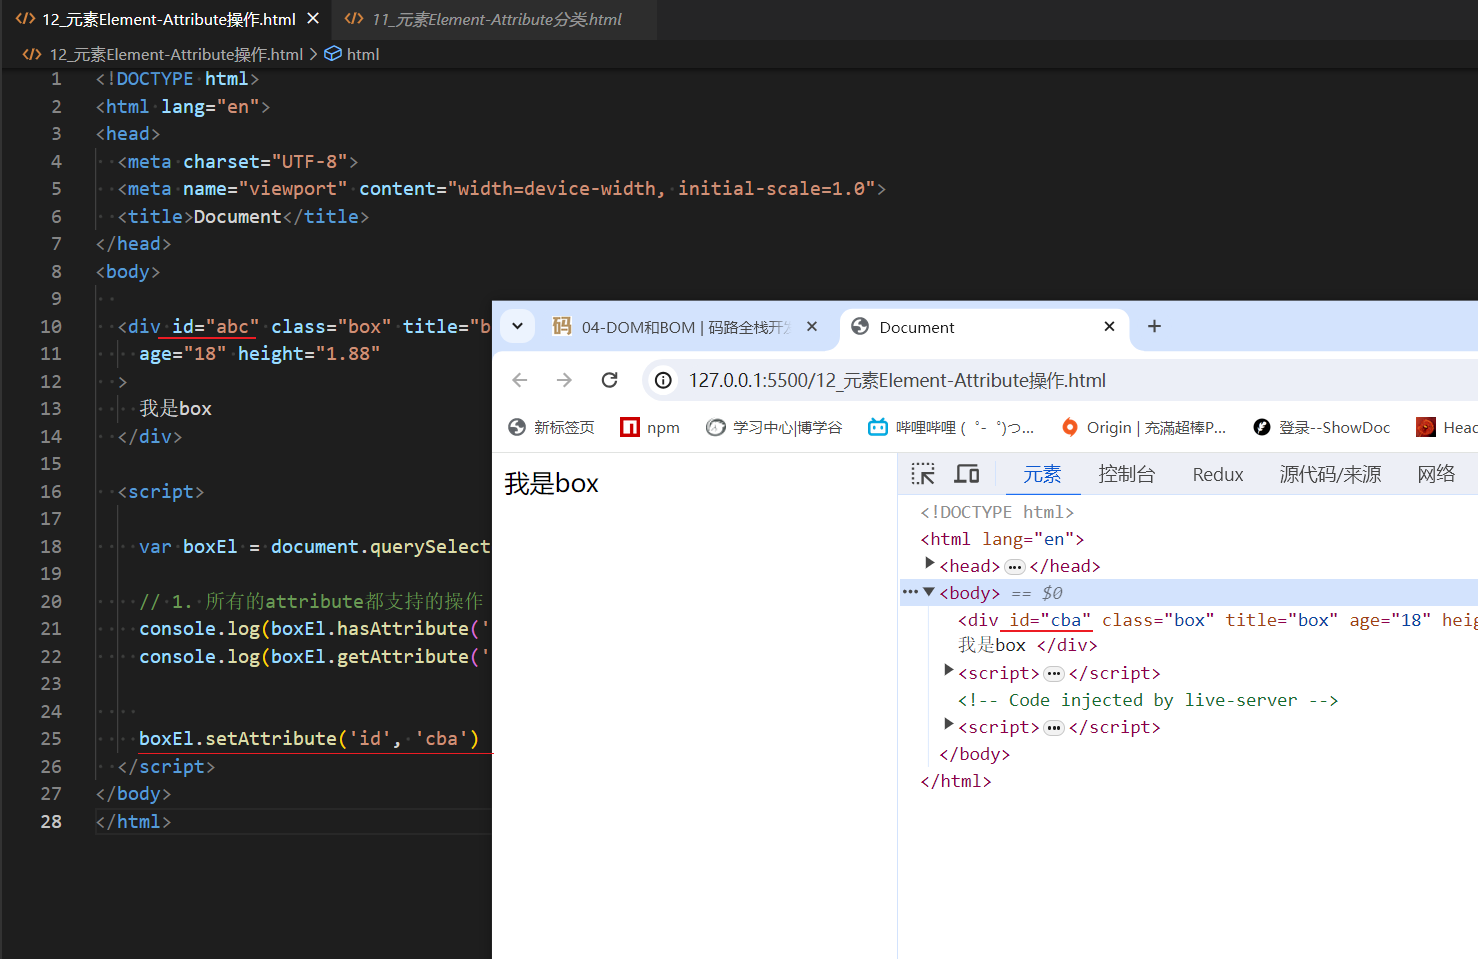 12_元素Element-Attribute操作.html
11_元素Element-Attribute分类.html
12_元素Element-Attribute操作.html > html
1 <!DOCTYPE html>
2 <html lang="en">
3 <head>
4 <meta charset="UTF-8">
5 <meta name="viewport" content="width=device-width, initial-scale=1.0">
6 <title>Document</title>
7 </head>
8 <body>
9
10 <div id="abc" class="box" title="b
11 age="18" height="1.88"
12 >
13 我是box
14 </div>
15
16 <script>
17
18 var boxEl = document.querySelect
19
20 // 1. 所有的attribute都支持的操作
21 console.log(boxEl.hasAttribute('
22 console.log(boxEl.getAttribute('
23
24
25 boxEl.setAttribute('id', 'cba')
26 </script>
27 </body>
28 </html>
04-DOM和BOM | 码路全栈开发
Document
127.0.0.1:5500/12_元素Element-Attribute操作.html
新标签页
npm
学习中心|博学谷
哔哩哔哩 ( ゜- ゜)つ...
Origin | 充滿超棒P...
登录--ShowDoc
Head
我是box
元素 控制台 Redux 源代码/来源 网络
<!DOCTYPE html>
<html lang="en">
<head> ••• </head>
••• <body> == $0
<div id="cba" class="box" title="box" age="18" heig
我是box </div>
<script> ••• </script>
<!-- Code injected by live-server -->
<script> ••• </script>
</body>
</html>